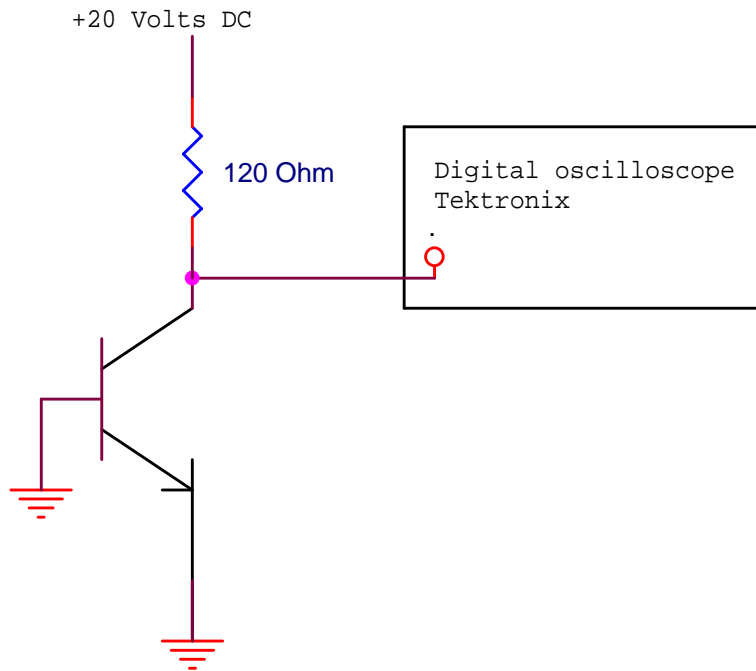 +20 Volts DC
120 Ohm
Digital oscilloscope
Tektronix
.